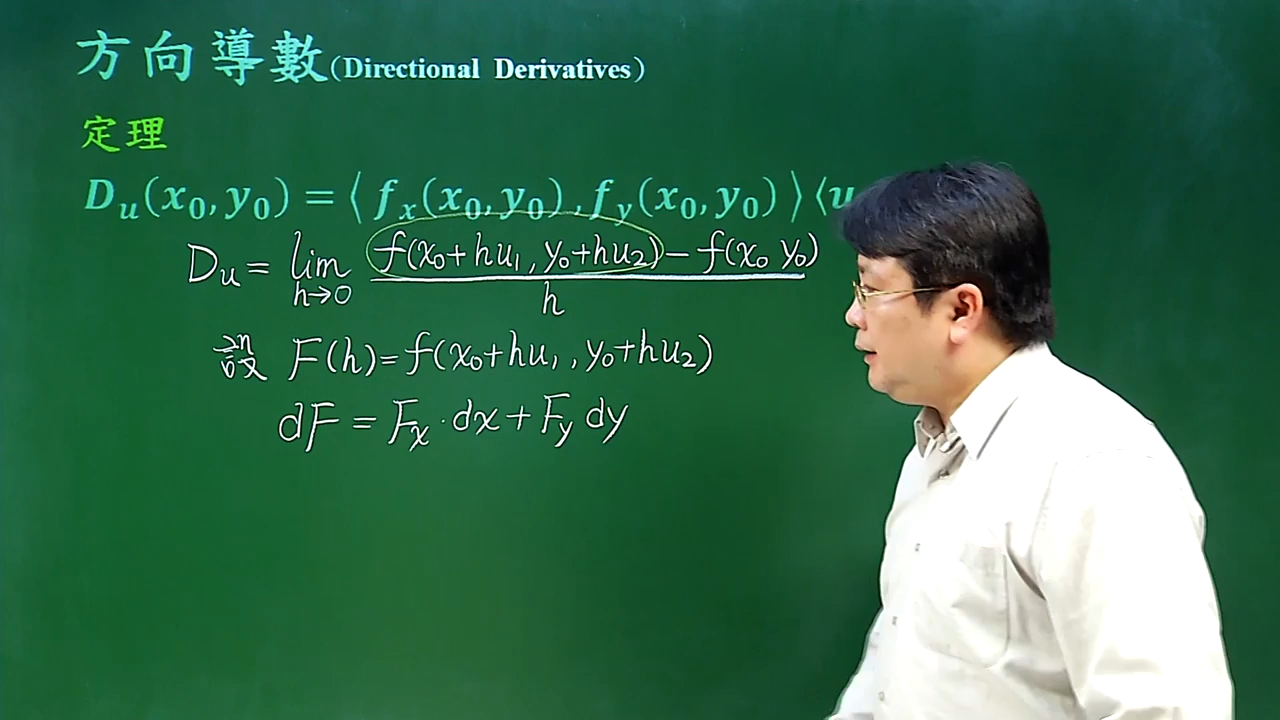 方向導數(Directional Derivatives)
定理
D_u(x_0,y_0) = ⟨ f_x(x_0,y_0),f_y(x_0,y_0) ⟩⟨u
D_u = lim_{h→0} \frac{f(x_0+hu_1, y_0+hu_2) - f(x_0 y_0)}{h}
設 F(h) = f(x_0+hu_1, y_0+hu_2)
dF = F_x · dx + F_y dy